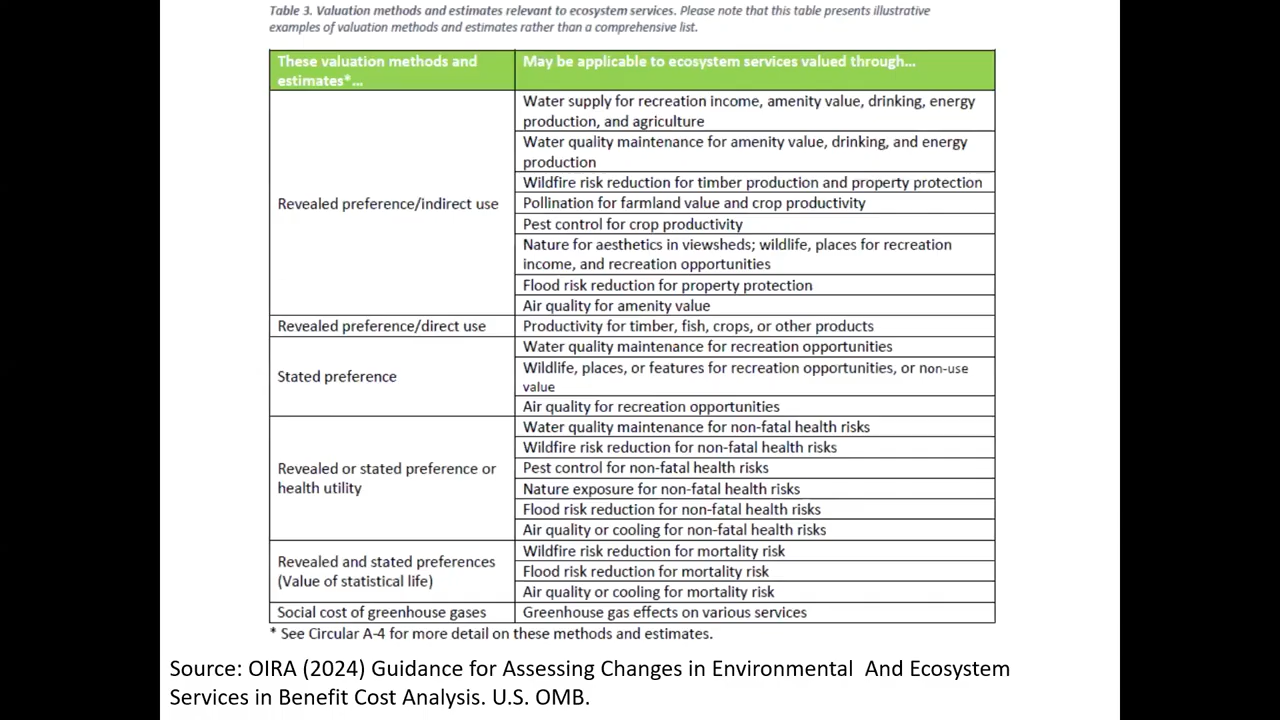 Table 3. Valuation methods and estimates relevant to ecosystem services. Please note that this table presents illustrative
examples of valuation methods and estimates rather than a comprehensive list.
These valuation methods and
estimates*…
May be applicable to ecosystem services valued through…
Revealed preference/indirect use
Water supply for recreation income, amenity value, drinking, energy
production, and agriculture
Water quality maintenance for amenity value, drinking, and energy
production
Wildfire risk reduction for timber production and property protection
Pollination for farmland value and crop productivity
Pest control for crop productivity
Nature for aesthetics in viewsheds; wildlife, places for recreation
income, and recreation opportunities
Flood risk reduction for property protection
Air quality for amenity value
Revealed preference/direct use
Productivity for timber, fish, crops, or other products
Stated preference
Water quality maintenance for recreation opportunities
Wildlife, places, or features for recreation opportunities, or non-use
value
Air quality for recreation opportunities
Revealed or stated preference or
health utility
Water quality maintenance for non-fatal health risks
Wildfire risk reduction for non-fatal health risks
Pest control for non-fatal health risks
Nature exposure for non-fatal health risks
Flood risk reduction for non-fatal health risks
Air quality or cooling for non-fatal health risks
Revealed and stated preferences
(Value of statistical life)
Wildfire risk reduction for mortality risk
Flood risk reduction for mortality risk
Air quality or cooling for mortality risk
Social cost of greenhouse gases
Greenhouse gas effects on various services
* See Circular A-4 for more detail on these methods and estimates.
Source: OIRA (2024) Guidance for Assessing Changes in Environmental And Ecosystem
Services in Benefit Cost Analysis. U.S. OMB.